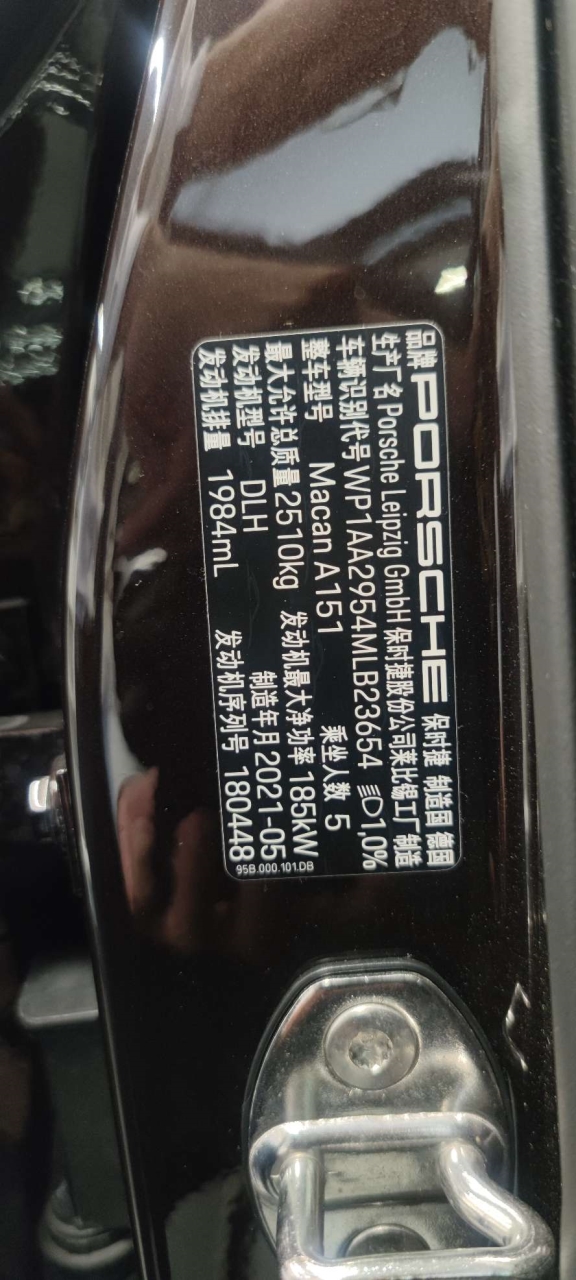 品牌 PORSCHE 保时捷 制造国 德国
生产厂名 Porsche Leipzig GmbH 保时捷股份公司莱比锡工厂 制造
车辆识别代号 WP1AA2954MLB23654 1,0%
整车型号 Macan A151 乘坐人数 5
最大允许总质量 2510kg 发动机最大净功率 185kW
发动机型号 DLH 制造年月 2021-05
发动机排量 1984mL 发动机序列号 180448
95B.000.101.DB